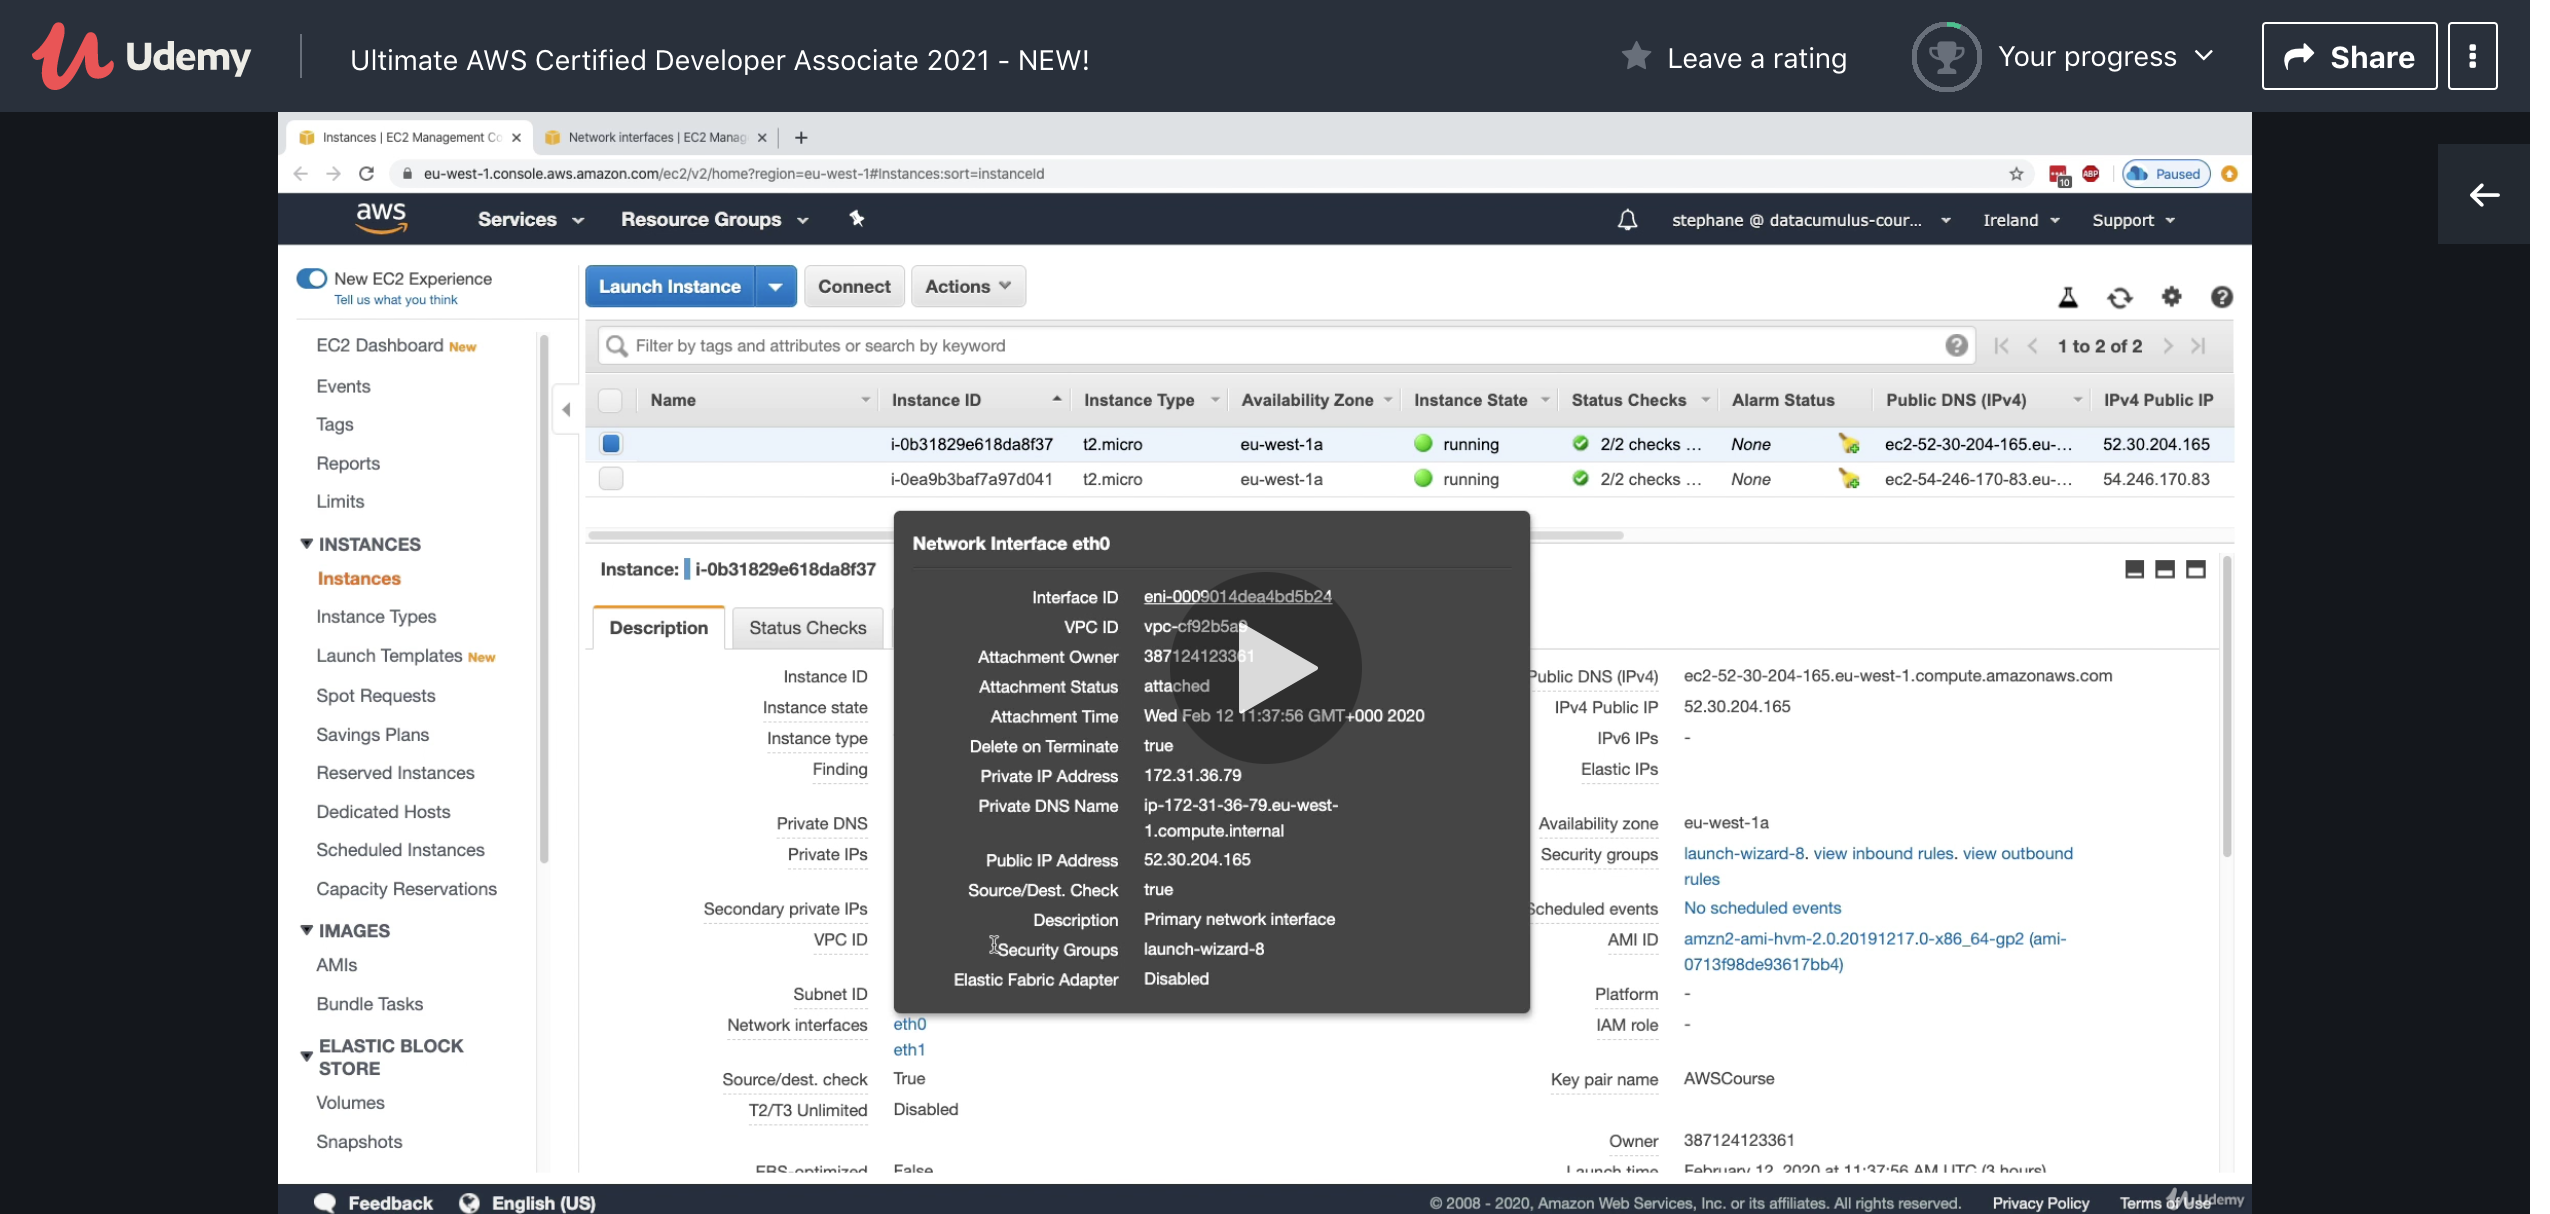 Udemy
Ultimate AWS Certified Developer Associate 2021 - NEW!
Leave a rating
Your progress
Share
Instances | EC2 Management Co
Network interfaces | EC2 Manag
eu-west-1.console.aws.amazon.com/ec2/v2/home?region=eu-west-1#Instances:sort=instanceId
10
ABP
Paused
aws
Services
Resource Groups
stephane @ datacumulus-cour...
Ireland
Support
New EC2 Experience
Tell us what you think
EC2 Dashboard New
Events
Tags
Reports
Limits
INSTANCES
Instances
Instance Types
Launch Templates New
Spot Requests
Savings Plans
Reserved Instances
Dedicated Hosts
Scheduled Instances
Capacity Reservations
IMAGES
AMIs
Bundle Tasks
ELASTIC BLOCK
STORE
Volumes
Snapshots
Launch Instance
Connect
Actions
Filter by tags and attributes or search by keyword
1 to 2 of 2
Name Instance ID Instance Type Availability Zone Instance State Status Checks Alarm Status Public DNS (IPv4) IPv4 Public IP
i-0b31829e618da8f37 t2.micro eu-west-1a running 2/2 checks ... None ec2-52-30-204-165.eu-... 52.30.204.165
i-0ea9b3baf7a97d041 t2.micro eu-west-1a running 2/2 checks ... None ec2-54-246-170-83.eu-... 54.246.170.83
Instance: i-0b31829e618da8f37
Description
Status Checks
Instance ID
Instance state
Instance type
Finding
Private DNS
Private IPs
Secondary private IPs
VPC ID
Subnet ID
Network interfaces eth0
eth1
Source/dest. check True
T2/T3 Unlimited Disabled
EBS-optimized False
Network Interface eth0
Interface ID eni-0009014dea4bd5b24
VPC ID vpc-cf92b5a9
Attachment Owner 387124123361
Attachment Status attached
Attachment Time Wed Feb 12 11:37:56 GMT+000 2020
Delete on Terminate true
Private IP Address 172.31.36.79
Private DNS Name ip-172-31-36-79.eu-west-
1.compute.internal
Public IP Address 52.30.204.165
Source/Dest. Check true
Description Primary network interface
Security Groups launch-wizard-8
Elastic Fabric Adapter Disabled
Public DNS (IPv4) ec2-52-30-204-165.eu-west-1.compute.amazonaws.com
IPv4 Public IP 52.30.204.165
IPv6 IPs -
Elastic IPs
Availability zone eu-west-1a
Security groups launch-wizard-8. view inbound rules. view outbound
rules
Scheduled events No scheduled events
AMI ID amzn2-ami-hvm-2.0.20191217.0-x86_64-gp2 (ami-
0713f98de93617bb4)
Platform -
IAM role -
Key pair name AWSCourse
Owner 387124123361
Launch time February 12, 2020 at 11:37:56 AM UTC (3 hours)
Feedback
English (US)
© 2008 - 2020, Amazon Web Services, Inc. or its affiliates. All rights reserved.
Privacy Policy
Terms of Use
Udemy